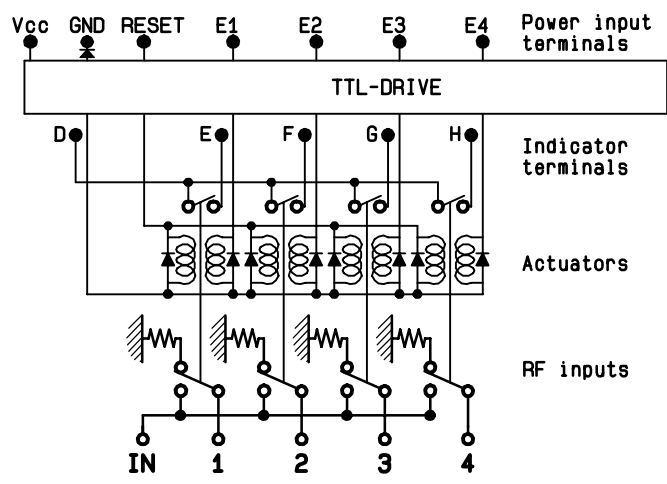 Vcc GND RESET E1 E2 E3 E4 Power input
terminals
TTL-DRIVE
D E F G H Indicator
terminals
Actuators
RF inputs
IN 1 2 3 4